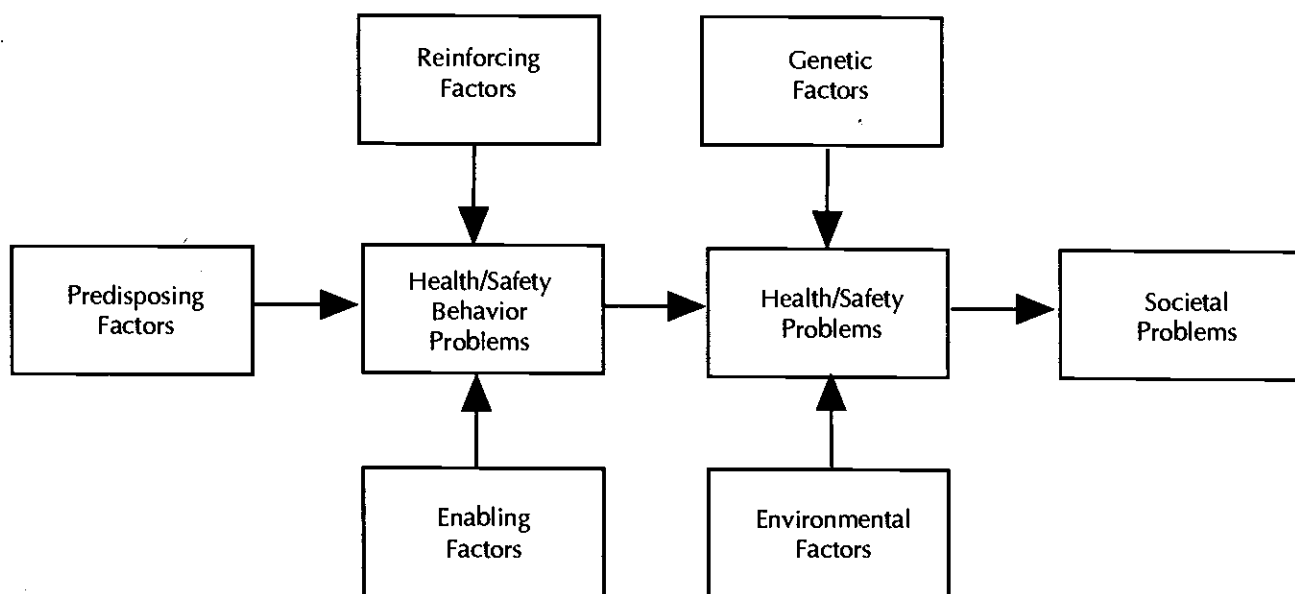 Reinforcing
Factors
Genetic
Factors
Predisposing
Factors
Health/Safety
Behavior
Problems
Health/Safety
Problems
Societal
Problems
Enabling
Factors
Environmental
Factors